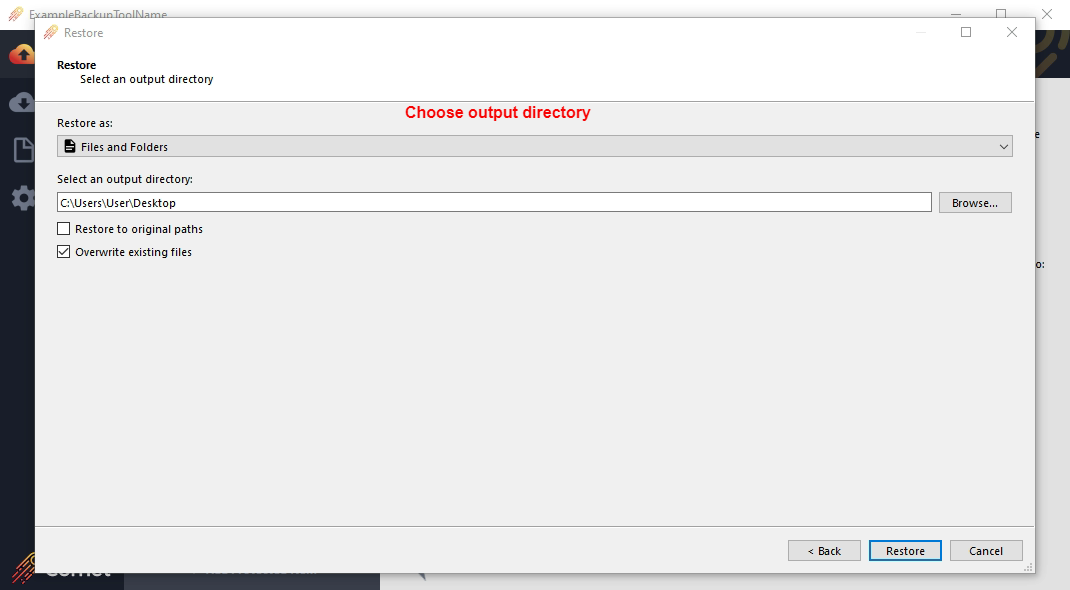 ExampleBackupToolName
Restore
Restore
Select an output directory
Choose output directory
Restore as:
Files and Folders
Select an output directory:
C:\Users\User\Desktop
Browse...
Restore to original paths
Overwrite existing files
o:
< Back
Restore
Cancel
Comet